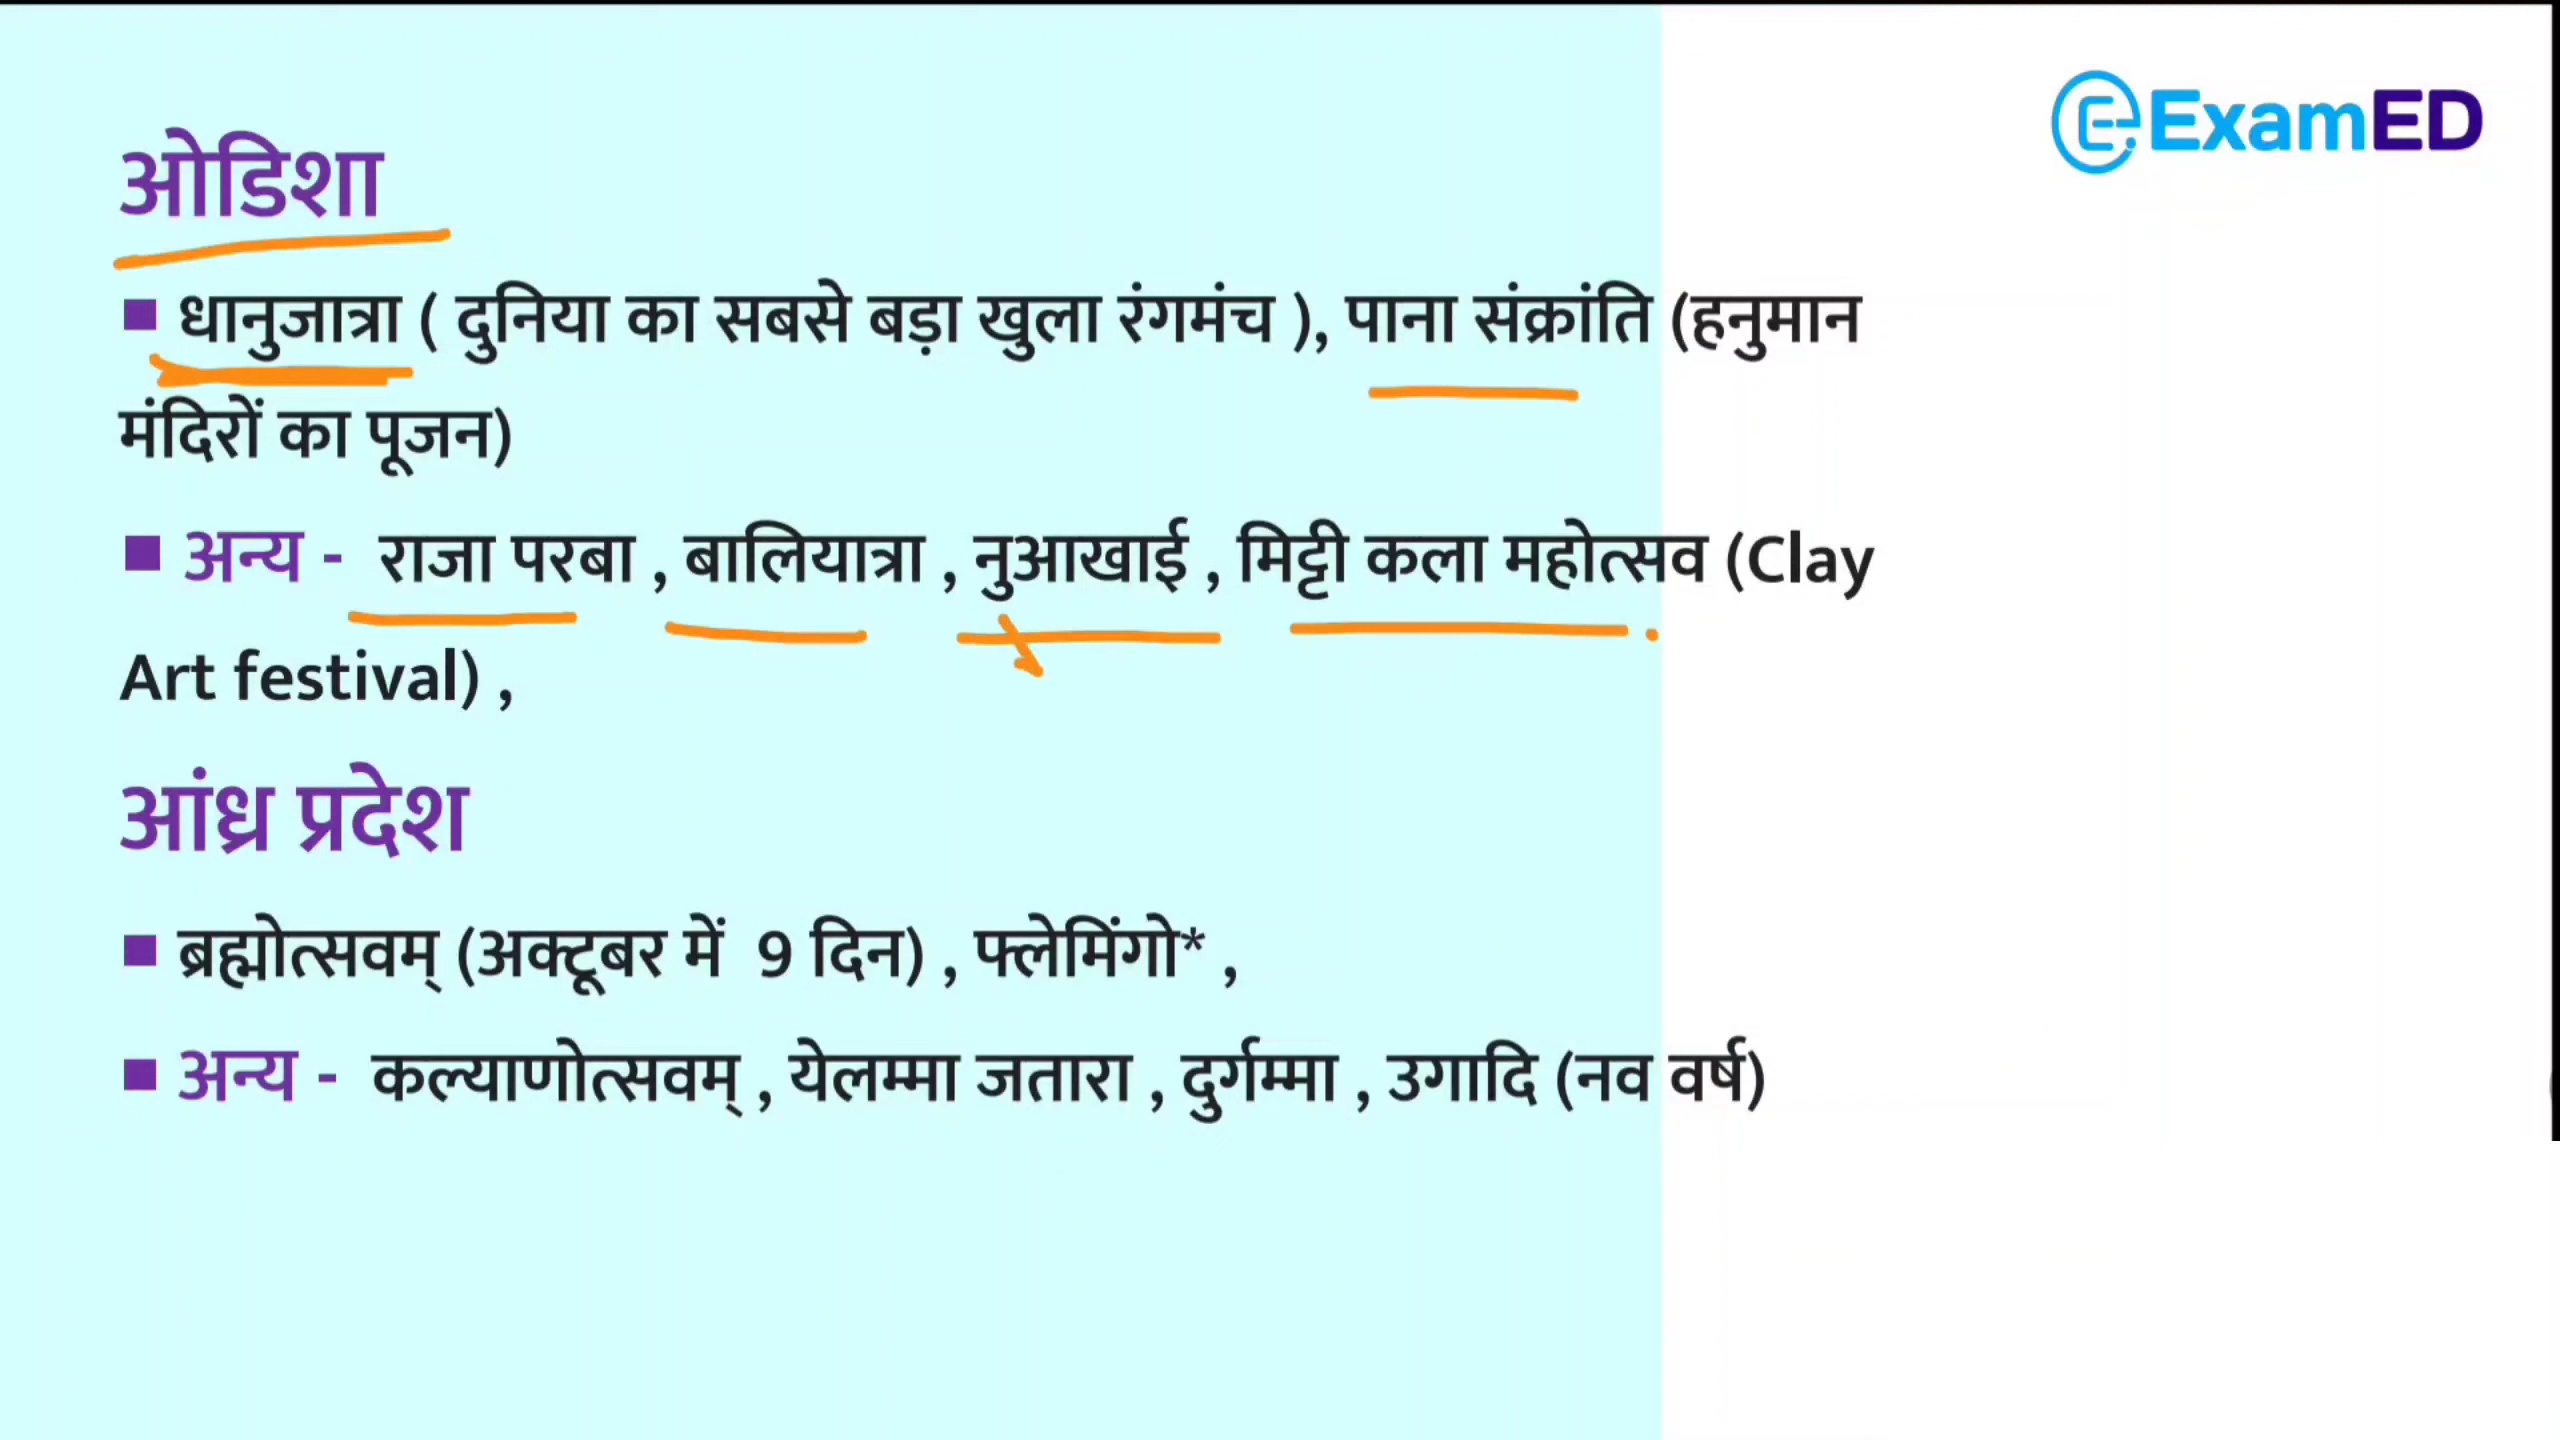 ExamED
ओडिशा
■ धानुजात्रा ( दुनिया का सबसे बड़ा खुला रंगमंच ), पाना संक्रांति (हनुमान
मंदिरों का पूजन)
■ अन्य - राजा परबा , बालियात्रा , नुआखाई , मिट्टी कला महोत्सव (Clay
Art festival) ,
आंध्र प्रदेश
■ ब्रह्मोत्सवम् (अक्टूबर में 9 दिन) , फ्लेमिंगो* ,
■ अन्य - कल्याणोत्सवम् , येलम्मा जतारा , दुर्गम्मा , उगादि (नव वर्ष)